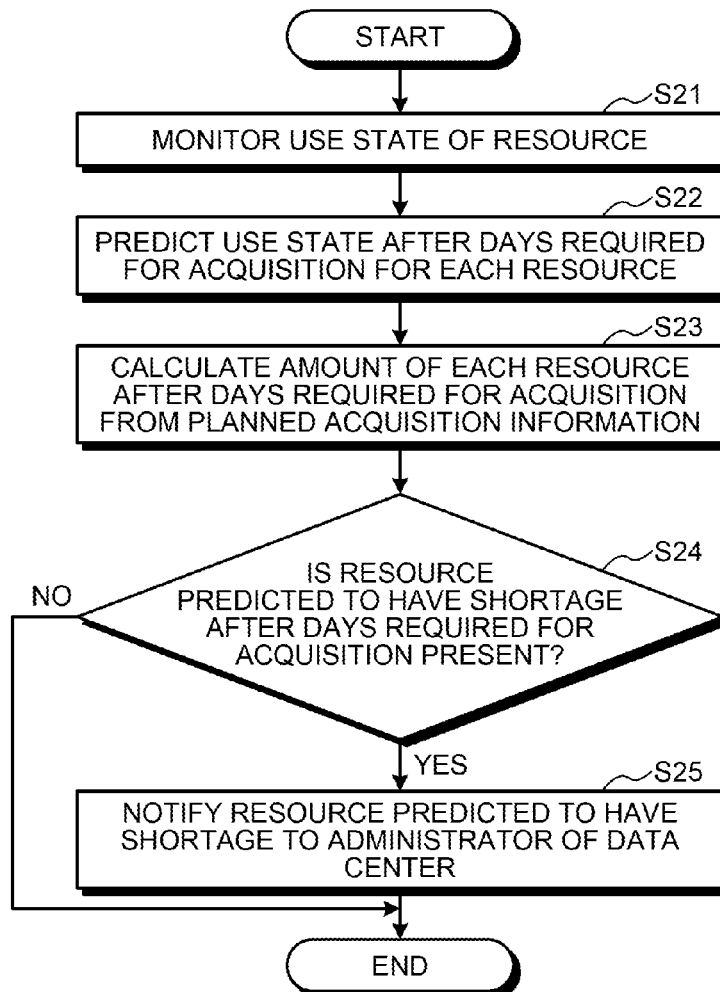 START
S21
MONITOR USE STATE OF RESOURCE
S22
PREDICT USE STATE AFTER DAYS REQUIRED
FOR ACQUISITION FOR EACH RESOURCE
S23
CALCULATE AMOUNT OF EACH RESOURCE
AFTER DAYS REQUIRED FOR ACQUISITION
FROM PLANNED ACQUISITION INFORMATION
S24
IS RESOURCE
PREDICTED TO HAVE SHORTAGE
AFTER DAYS REQUIRED FOR
ACQUISITION PRESENT?
NO
YES
S25
NOTIFY RESOURCE PREDICTED TO HAVE
SHORTAGE TO ADMINISTRATOR OF DATA
CENTER
END